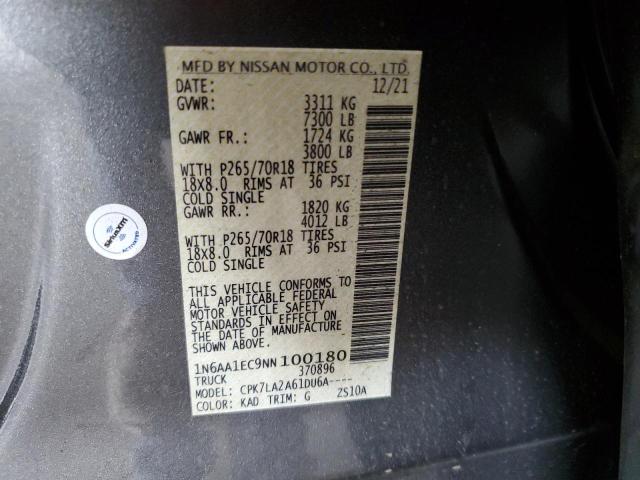 MFD BY NISSAN MOTOR CO., LTD.
DATE: 12/21
GVWR: 3311 KG
7300 LB
GAWR FR.: 1724 KG
3800 LB
WITH P265/70R18 TIRES
18X8.0 RIMS AT 36 PSI
COLD SINGLE
GAWR RR.: 1820 KG
4012 LB
WITH P265/70R18 TIRES
18X8.0 RIMS AT 36 PSI
COLD SINGLE
THIS VEHICLE CONFORMS TO
ALL APPLICABLE FEDERAL
MOTOR VEHICLE SAFETY
STANDARDS IN EFFECT ON
THE DATE OF MANUFACTURE
SHOWN ABOVE.
1N6AA1EC9NN100180
TRUCK 370896
MODEL: CPK7LA2A61DU6A----
COLOR: KAD TRIM: G ZS10A
siriusxm
ACTIVATED